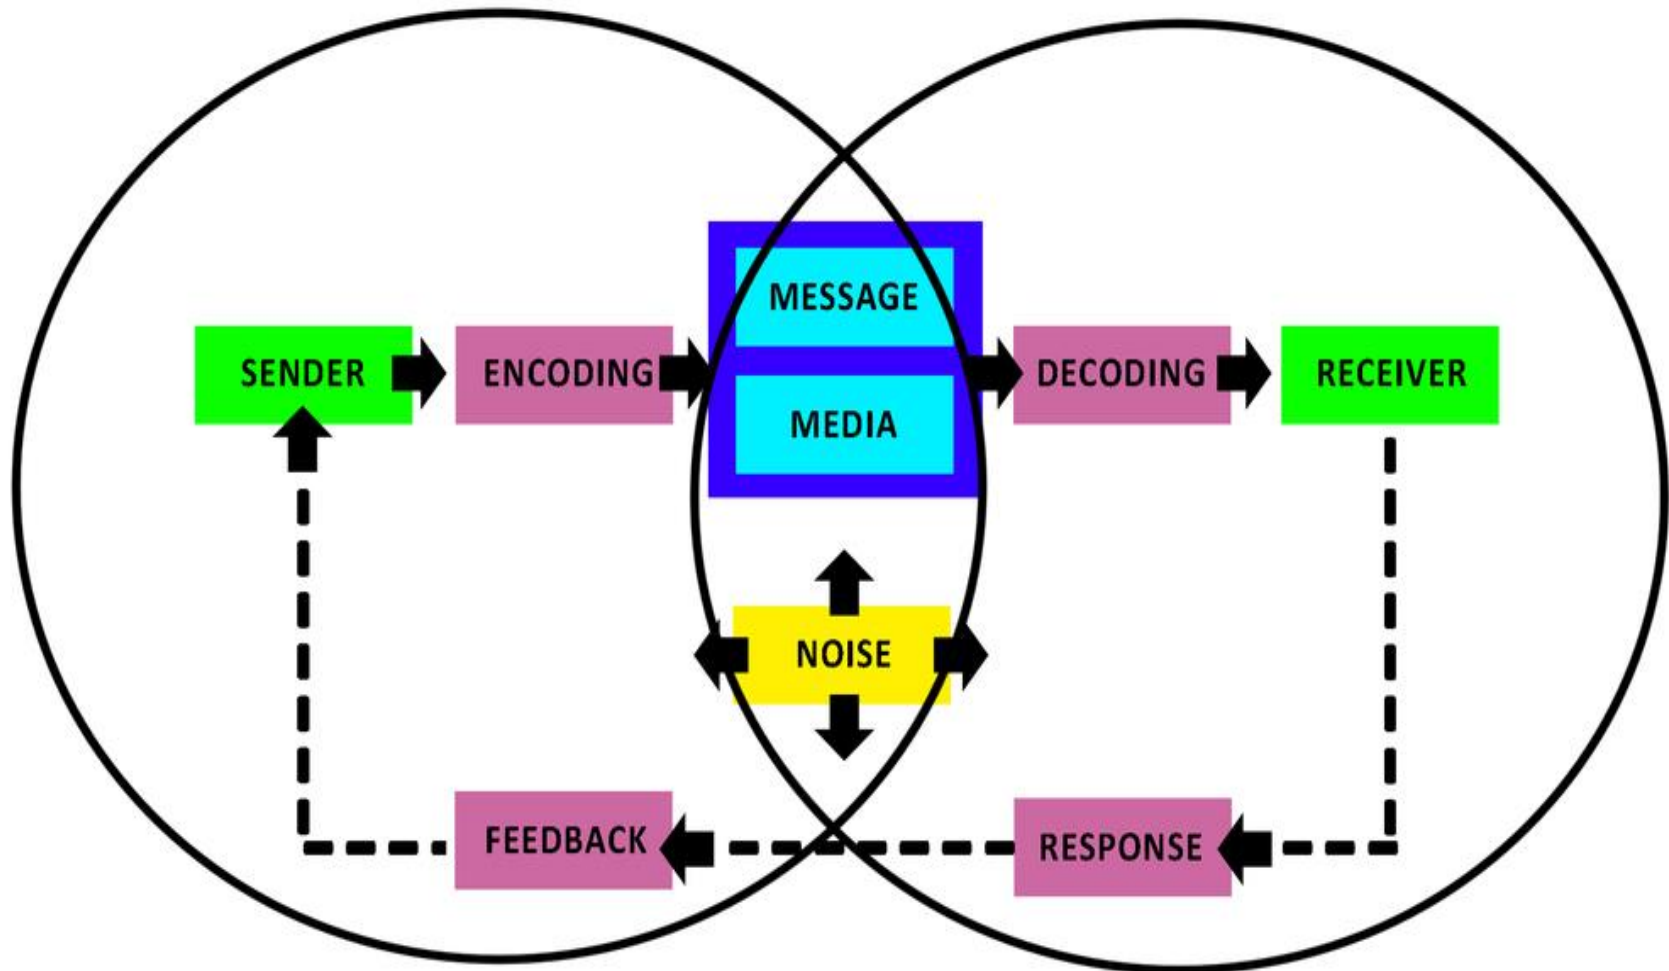 MESSAGE
SENDER
ENCODING
DECODING
RECEIVER
MEDIA
NOISE
FEEDBACK
RESPONSE